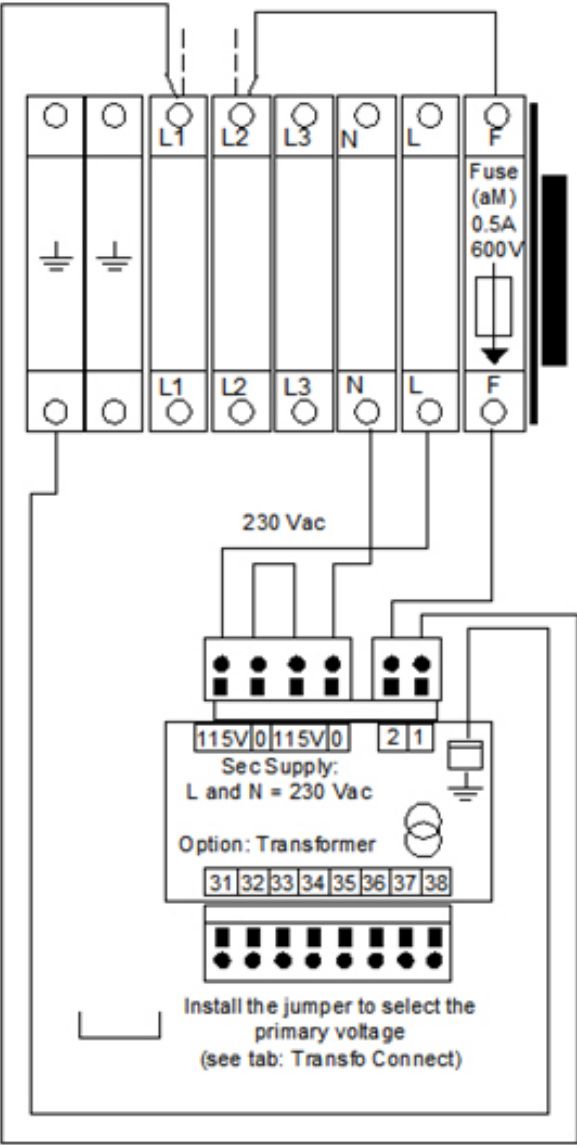 L1 L2 L3 N L F
Fuse
(aM)
0.5A
600V
L1 L2 L3 N L F
230 Vac
115V 0 115V 0 2 1
Sec Supply:
L and N = 230 Vac
Option: Transformer
31 32 33 34 35 36 37 38
Install the jumper to select the
primary voltage
(see tab: Transfo Connect)